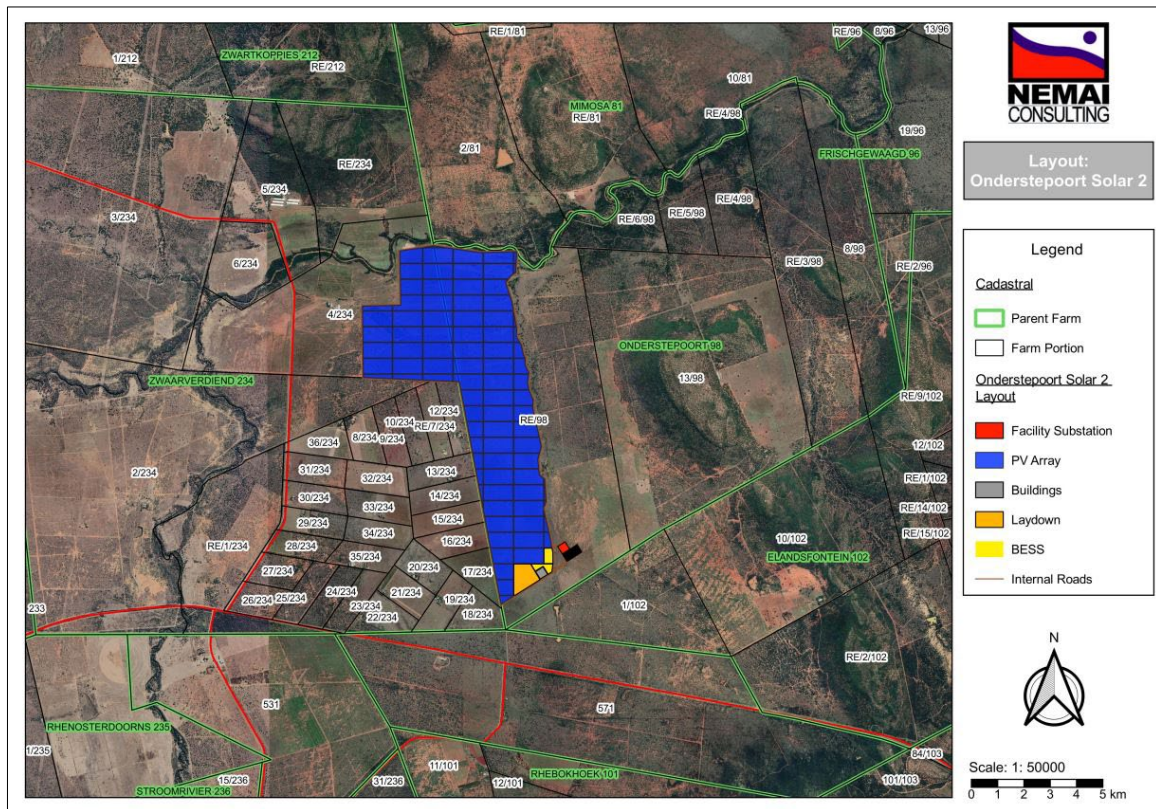 RE/1/81
RE/96
8/96
13/96
1/212
ZWARTKOPPIES 212
RE/212
10/81
MIMOSA 81
RE/81
RE/4/98
19/96
2/81
FRISCHGEWAAGD 96
RE/234
5/234
RE/4/98
3/234
RE/5/98
RE/6/98
6/234
8/98
RE/3/98
RE/2/96
4/234
ONDERSTEPOORT 98
13/98
ZWAARVERDIEND 234
RE/9/102
12/234
10/234
RE/7/234
RE/98
8/234
9/234
36/234
12/102
31/234
13/234
2/234
32/234
RE/1/102
30/234
14/234
33/234
RE/14/102
29/234
15/234
34/234
RE/15/102
RE/1/234
28/234
16/234
10/102
35/234
ELANDSFONTEIN 102
27/234
20/234
17/234
24/234
21/234
26/234
25/234
19/234
1/102
233
23/234
18/234
22/234
RE/2/102
531
571
RHENOSTERDOORNS 235
1/235
11/101
84/103
15/236
31/236
RHEBOKHOEK 101
12/101
101/103
STROOMRIVIER 236
NEMAI
CONSULTING
Layout:
Onderstepoort Solar 2
Legend
Cadastral
Parent Farm
Farm Portion
Onderstepoort Solar 2
Layout
Facility Substation
PV Array
Buildings
Laydown
BESS
Internal Roads
N
Scale: 1: 50000
0 1 2 3 4 5 km